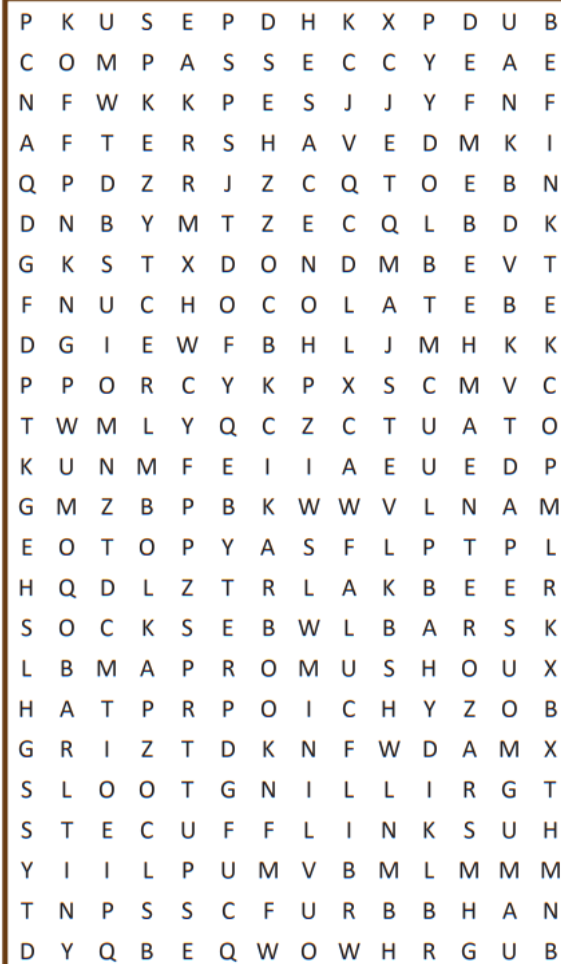 P K U S E P D H K X P D U B
C O M P A S S E C C Y E A E
N F W K K P E S J J Y F N F
A F T E R S H A V E D M K I
Q P D Z R J Z C Q T O E B N
D N B Y M T Z E C Q L B D K
G K S T X D O N D M B E V T
F N U C H O C O L A T E B E
D G I E W F B H L J M H K K
P P O R C Y K P X S C M V C
T W M L Y Q C Z C T U A T O
K U N M F E I I A E U E D P
G M Z B P B K W W V L N A M
E O T O P Y A S F L P T P L
H Q D L Z T R L A K B E E R
S O C K S E B W L B A R S K
L B M A P R O M U S H O U X
H A T P R P O I C H Y Z O B
G R I Z T D K N F W D A M X
S L O O T G N I L L I R G T
S T E C U F F L I N K S U H
Y I I L P U M V B M L M M M
T N P S S C F U R B B H A N
D Y Q B E Q W O W H R G U B